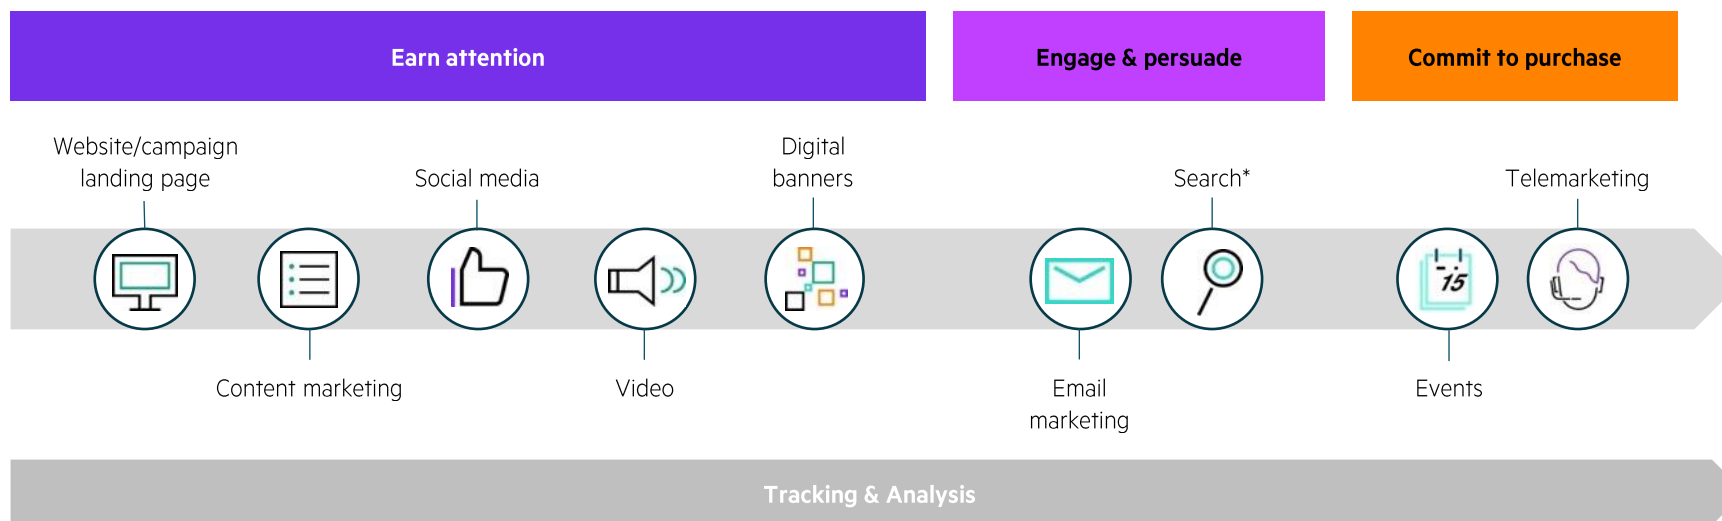 Earn attention
Engage & persuade
Commit to purchase
Website/campaign
landing page
Social media
Digital
banners
Search*
Telemarketing
15
Content marketing
Video
Email
marketing
Events
Tracking & Analysis